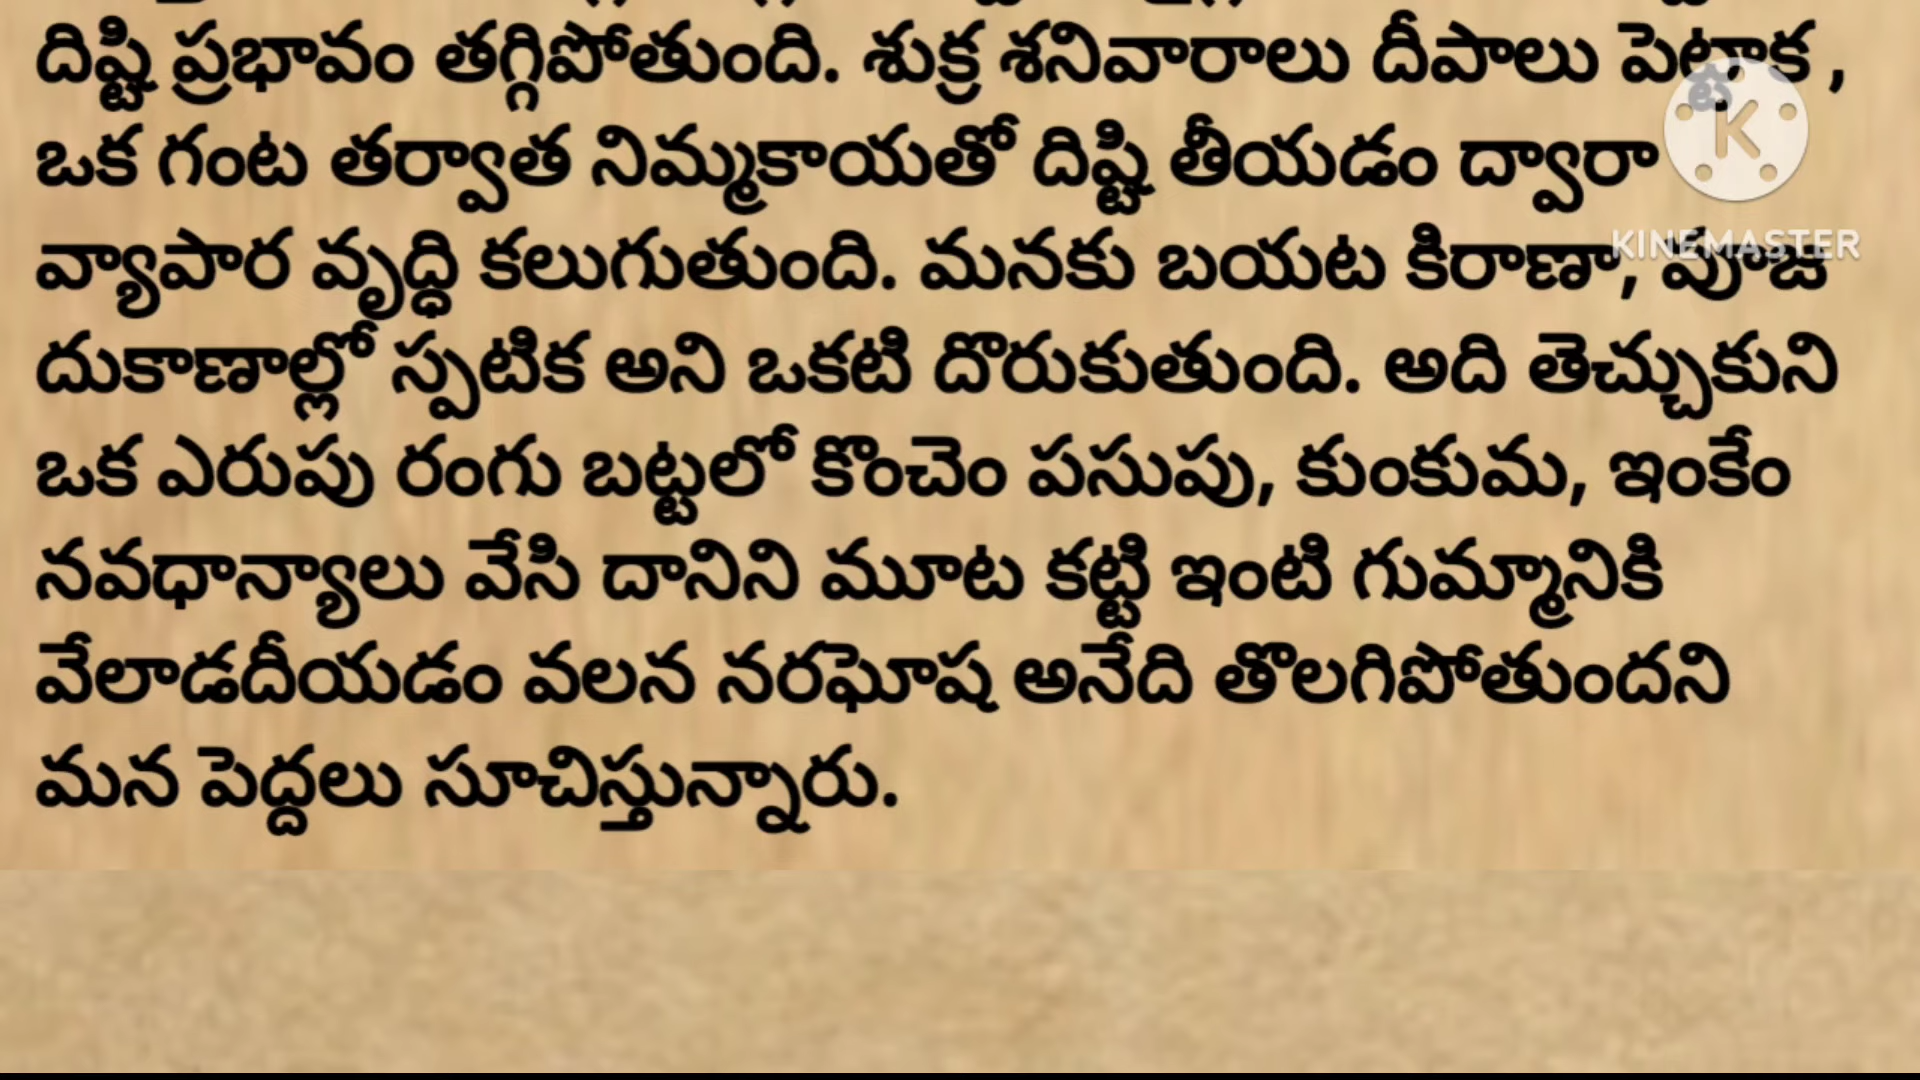 దిష్టి ప్రభావం తగ్గిపోతుంది. శుక్ర శనివారాలు దీపాలు పెట్టాక ,
ఒక గంట తర్వాత నిమ్మకాయతో దిష్టి తీయడం ద్వారా
వ్యాపార వృద్ధి కలుగుతుంది. మనకు బయట కిరాణా, పూజ
దుకాణాల్లో స్పటిక అని ఒకటి దొరుకుతుంది. అది తెచ్చుకుని
ఒక ఎరుపు రంగు బట్టలో కొంచెం పసుపు, కుంకుమ, ఇంకేం
నవధాన్యాలు వేసి దానిని మూట కట్టి ఇంటి గుమ్మానికి
వేలాడదీయడం వలన నరఘోష అనేది తొలగిపోతుందని
మన పెద్దలు సూచిస్తున్నారు.
K
KINEMASTER